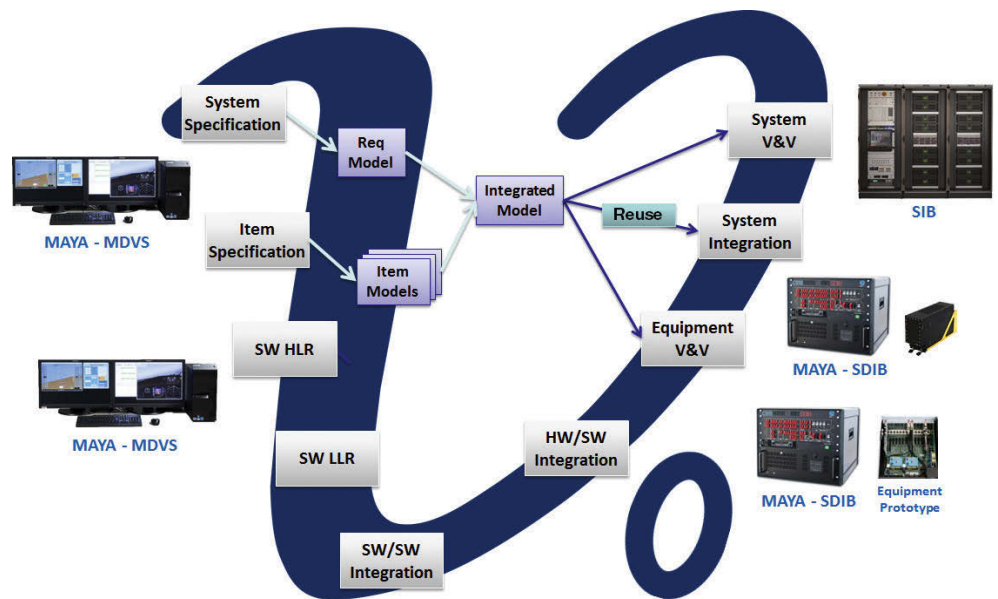 System
Specification
Req
Model
System
V&V
SIB
MAYA - MDVS
Integrated
Model
Reuse
System
Integration
Item
Specification
Item
Models
Equipment
V&V
MAYA - SDIB
SW HLR
MAYA - MDVS
SW LLR
HW/SW
Integration
MAYA - SDIB
Equipment
Prototype
SW/SW
Integration